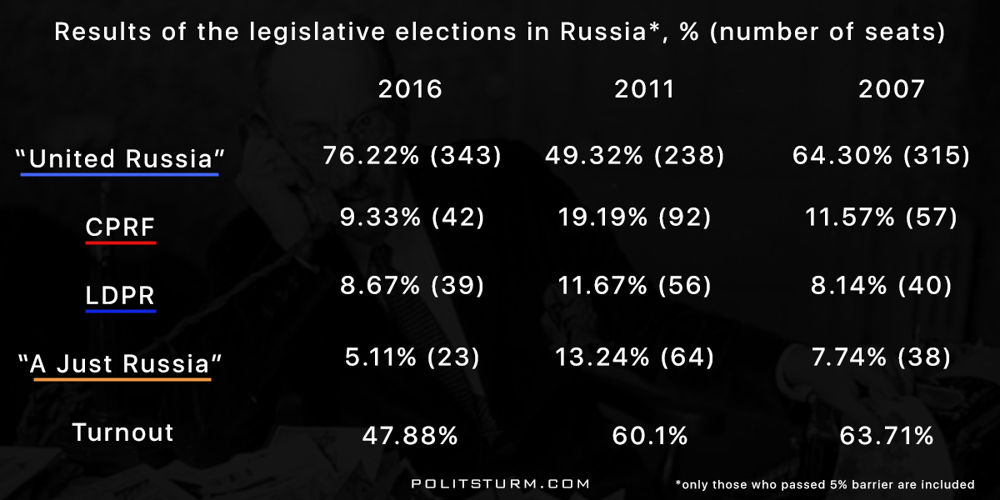 Results of the legislative elections in Russia*, % (number of seats)
2016 2011 2007
“United Russia” 76.22% (343) 49.32% (238) 64.30% (315)
CPRF 9.33% (42) 19.19% (92) 11.57% (57)
LDPR 8.67% (39) 11.67% (56) 8.14% (40)
“A Just Russia” 5.11% (23) 13.24% (64) 7.74% (38)
Turnout 47.88% 60.1% 63.71%
POLITSTURM.COM
*only those who passed 5% barrier are included